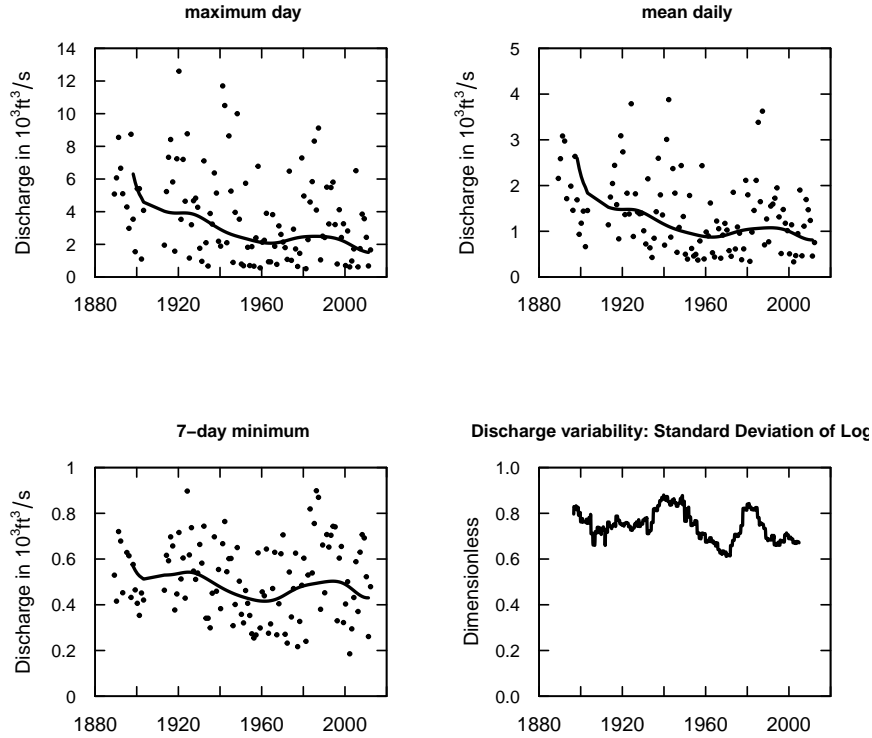 maximum day
Discharge in 10³ft³/s
14
12
10
8
6
4
2
0
1880 1920 1960 2000
mean daily
Discharge in 10³ft³/s
5
4
3
2
1
0
1880 1920 1960 2000
7−day minimum
Discharge in 10³ft³/s
1
0.8
0.6
0.4
0.2
0
1880 1920 1960 2000
Discharge variability: Standard Deviation of Log
Dimensionless
1.0
0.8
0.6
0.4
0.2
0.0
1880 1920 1960 2000